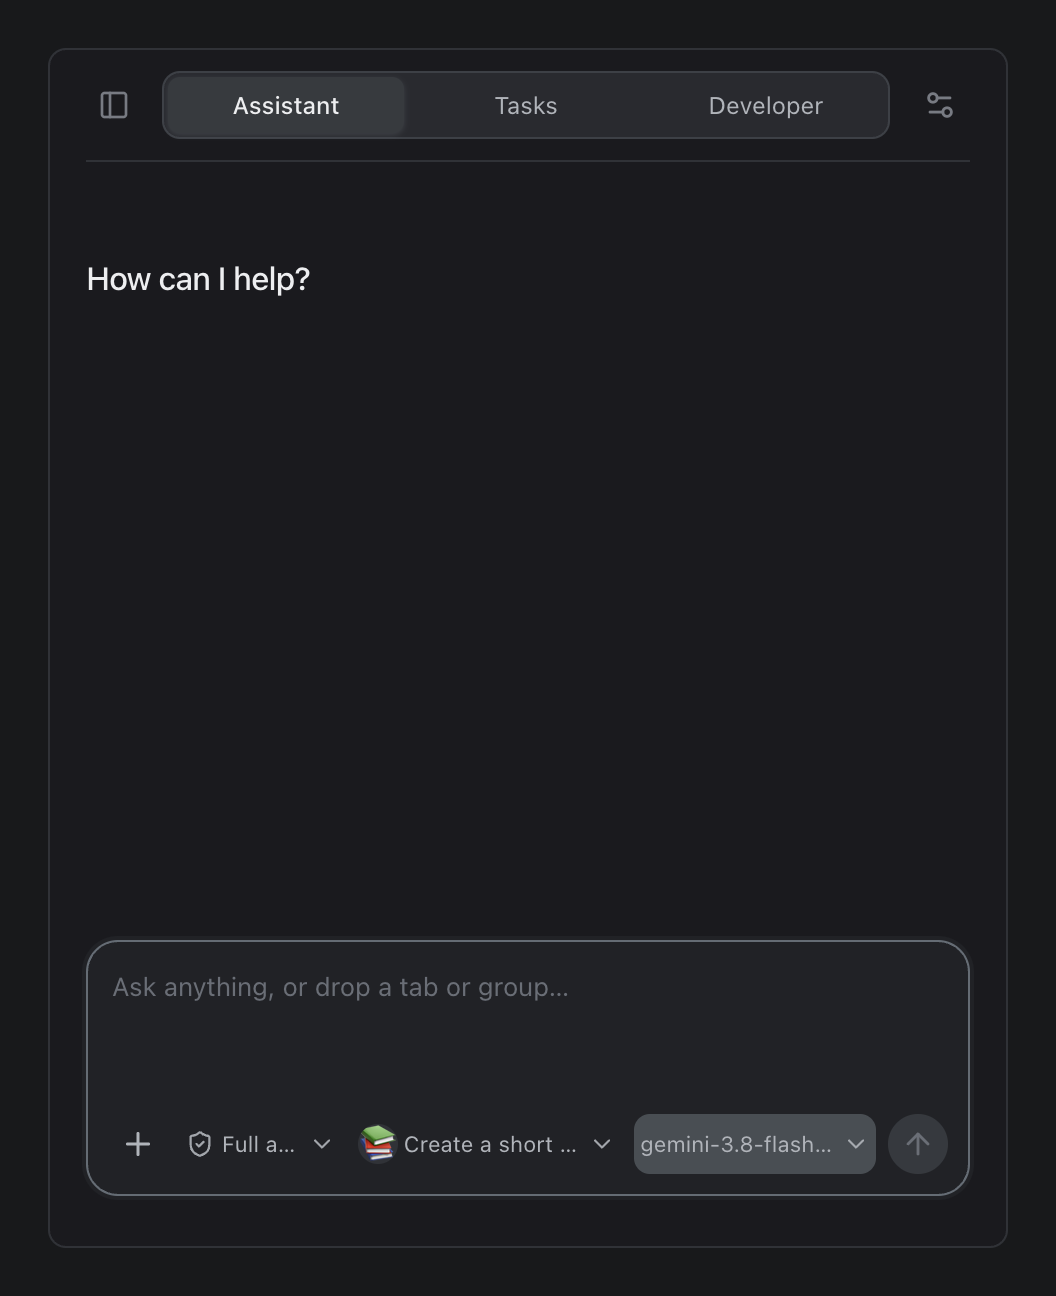 Assistant
Tasks
Developer
How can I help?
Ask anything, or drop a tab or group...
Full a...
Create a short ...
gemini-3.8-flash...